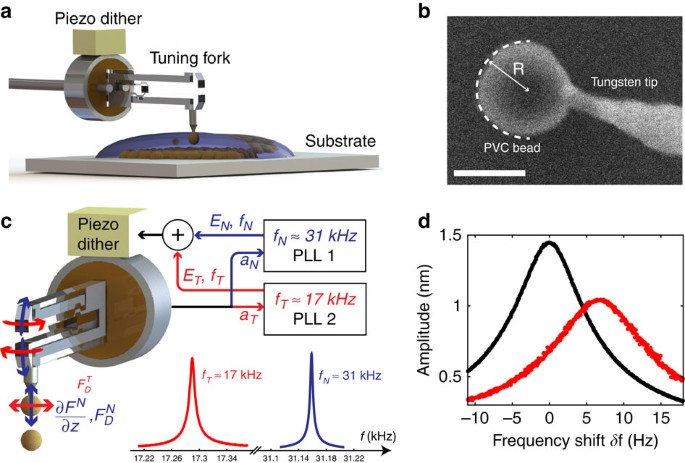 a
Piezo dither
Tuning fork
Substrate
b
R
Tungsten tip
PVC bead
c
Piezo
dither
+
E_N, f_N
f_N ≈ 31 kHz
PLL 1
a_N
E_T, f_T
f_T ≈ 17 kHz
PLL 2
a_T
F_D^T
∂F^N/∂z, F_D^N
f_T ≈ 17 kHz
f_N ≈ 31 kHz
f (kHz)
17.22 17.26 17.3 17.34 31.1 31.14 31.18 31.22
d
Amplitude (nm)
1.5
1
0.5
-10 -5 0 5 10 15
Frequency shift δf (Hz)